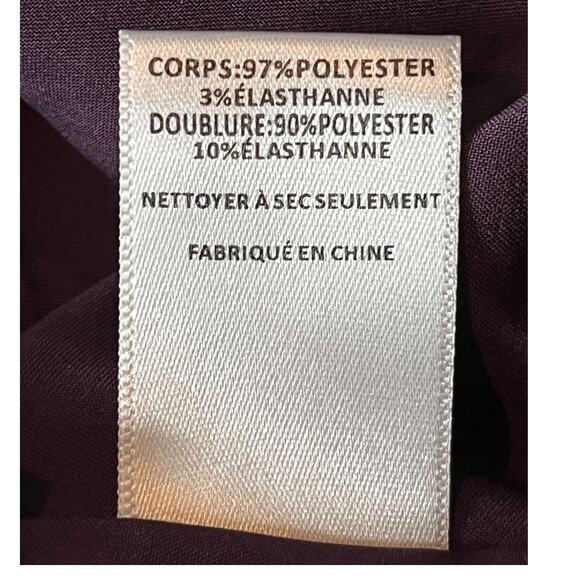 CORPS:97%POLYESTER
3%ÉLASTHANNE
DOUBLURE:90%POLYESTER
10%ÉLASTHANNE
NETTOYER À SEC SEULEMENT
FABRIQUÉ EN CHINE